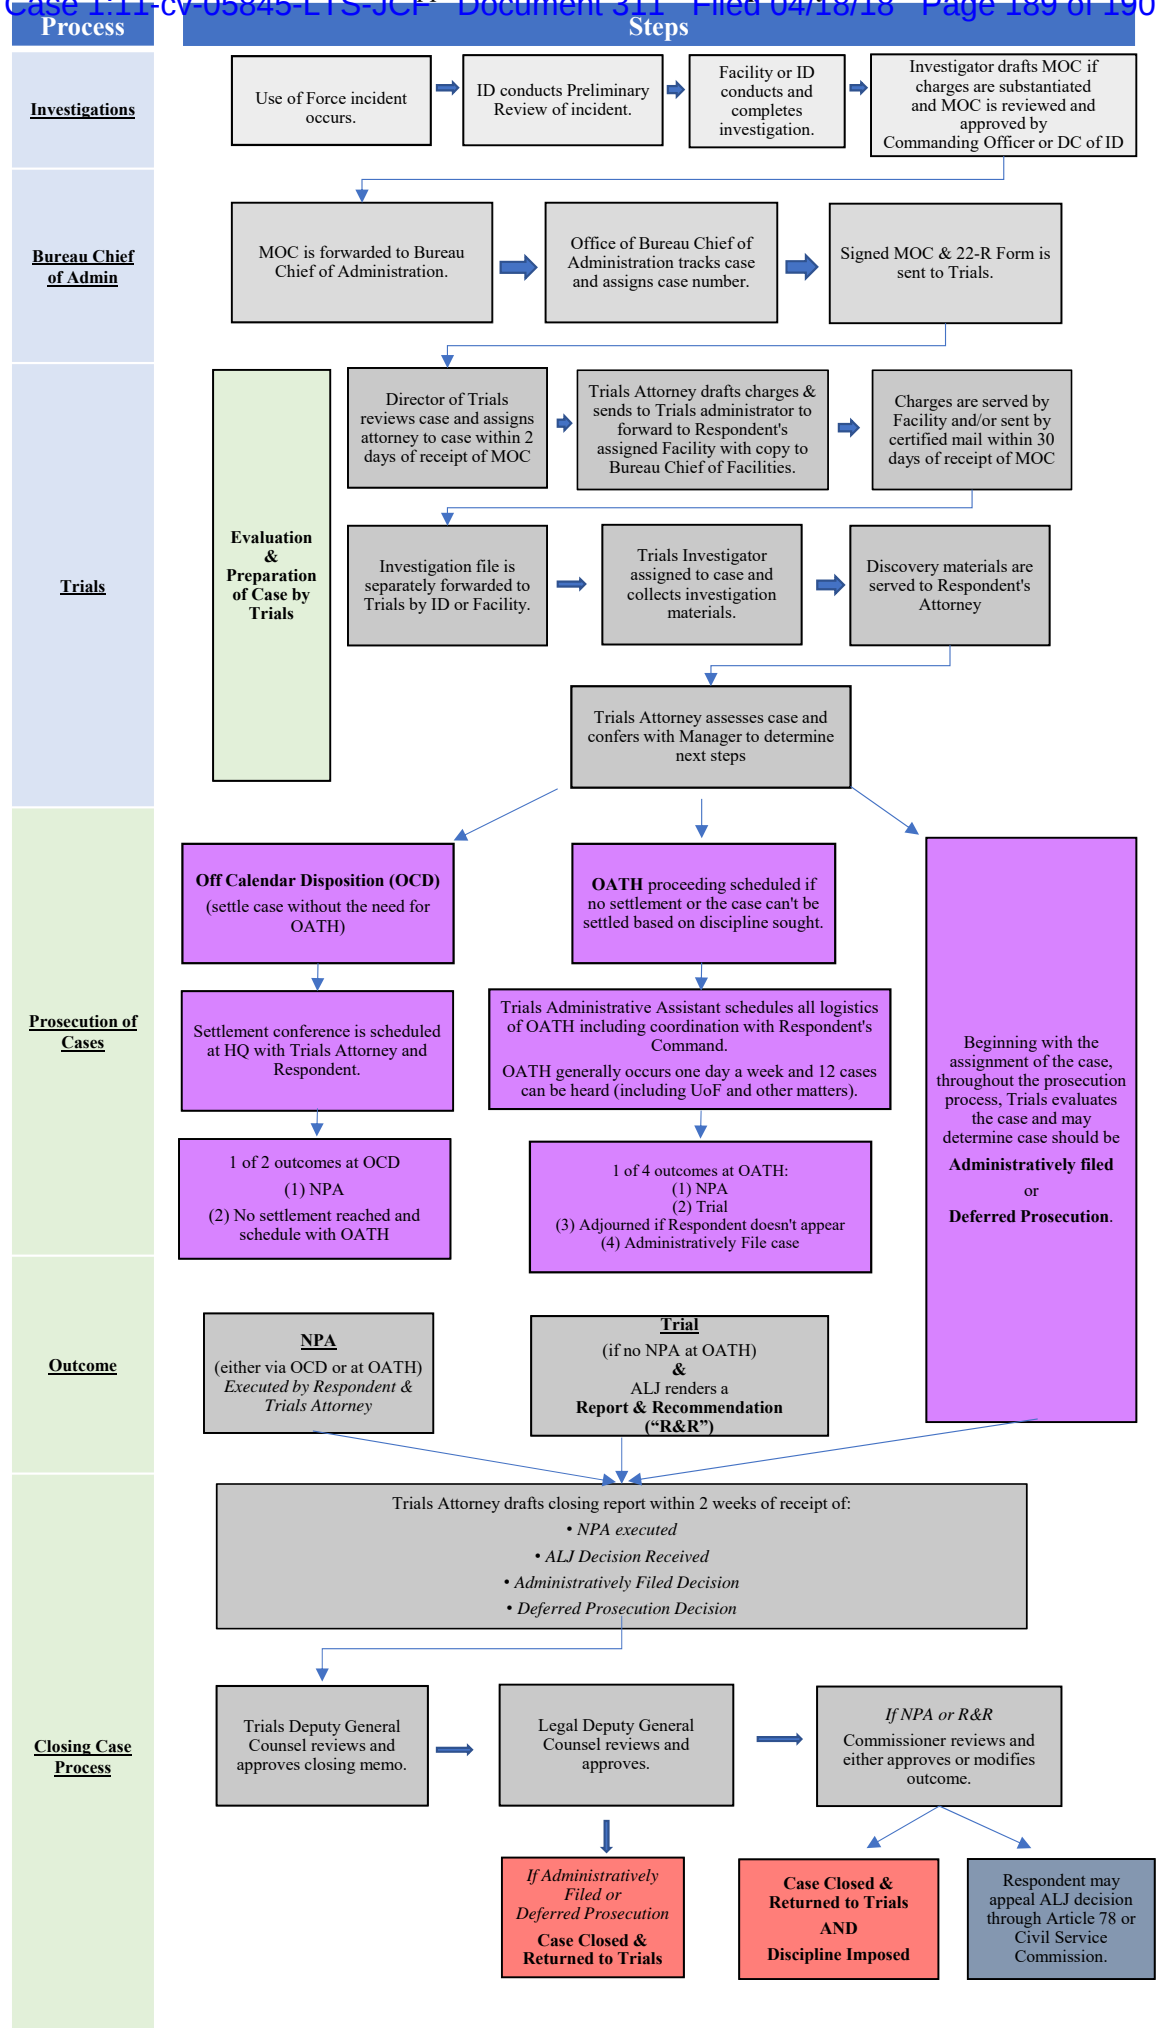 Case 1:11-cv-05845-LTS-JCF Document 311 Filed 04/18/18 Page 189 of 190
Process
Steps
Investigations
Use of Force incident
occurs.
ID conducts Preliminary
Review of incident.
Facility or ID
conducts and
completes
investigation.
Investigator drafts MOC if
charges are substantiated
and MOC is reviewed and
approved by
Commanding Officer or DC of ID
Bureau Chief
of Admin
MOC is forwarded to Bureau
Chief of Administration.
Office of Bureau Chief of
Administration tracks case
and assigns case number.
Signed MOC & 22-R Form is
sent to Trials.
Trials
Evaluation
&
Preparation
of Case by
Trials
Director of Trials
reviews case and assigns
attorney to case within 2
days of receipt of MOC
Trials Attorney drafts charges &
sends to Trials administrator to
forward to Respondent's
assigned Facility with copy to
Bureau Chief of Facilities.
Charges are served by
Facility and/or sent by
certified mail within 30
days of receipt of MOC
Investigation file is
separately forwarded to
Trials by ID or Facility.
Trials Investigator
assigned to case and
collects investigation
materials.
Discovery materials are
served to Respondent's
Attorney
Trials Attorney assesses case and
confers with Manager to determine
next steps
Prosecution of
Cases
Off Calendar Disposition (OCD)
(settle case without the need for
OATH)
OATH proceeding scheduled if
no settlement or the case can't be
settled based on discipline sought.
Settlement conference is scheduled
at HQ with Trials Attorney and
Respondent.
Trials Administrative Assistant schedules all logistics
of OATH including coordination with Respondent's
Command.
OATH generally occurs one day a week and 12 cases
can be heard (including UoF and other matters).
1 of 2 outcomes at OCD
(1) NPA
(2) No settlement reached and
schedule with OATH
1 of 4 outcomes at OATH:
(1) NPA
(2) Trial
(3) Adjourned if Respondent doesn't appear
(4) Administratively File case
Beginning with the
assignment of the case,
throughout the prosecution
process, Trials evaluates
the case and may
determine case should be
Administratively filed
or
Deferred Prosecution.
Outcome
NPA
(either via OCD or at OATH)
Executed by Respondent &
Trials Attorney
Trial
(if no NPA at OATH)
&
ALJ renders a
Report & Recommendation
(“R&R”)
Closing Case
Process
Trials Attorney drafts closing report within 2 weeks of receipt of:
• NPA executed
• ALJ Decision Received
• Administratively Filed Decision
• Deferred Prosecution Decision
Trials Deputy General
Counsel reviews and
approves closing memo.
Legal Deputy General
Counsel reviews and
approves.
If NPA or R&R
Commissioner reviews and
either approves or modifies
outcome.
If Administratively
Filed or
Deferred Prosecution
Case Closed &
Returned to Trials
Case Closed &
Returned to Trials
AND
Discipline Imposed
Respondent may
appeal ALJ decision
through Article 78 or
Civil Service
Commission.